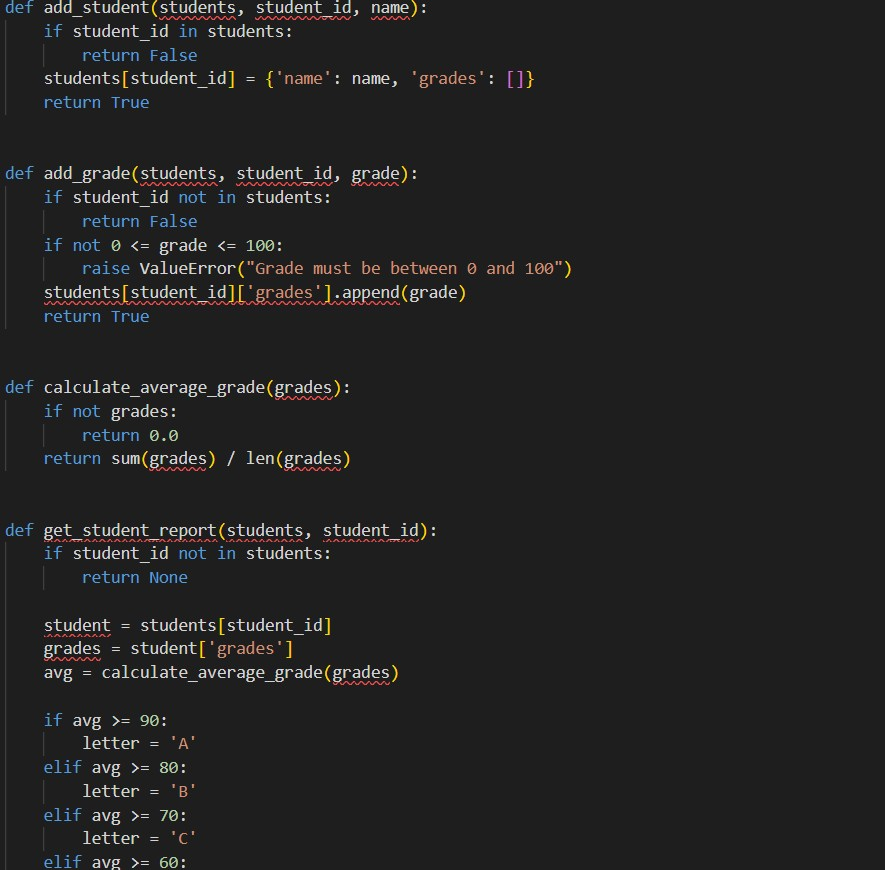 def add_student(students, student_id, name):
    if student_id in students:
        return False
    students[student_id] = {'name': name, 'grades': []}
    return True
def add_grade(students, student_id, grade):
    if student_id not in students:
        return False
    if not 0 <= grade <= 100:
        raise ValueError("Grade must be between 0 and 100")
    students[student_id]['grades'].append(grade)
    return True
def calculate_average_grade(grades):
    if not grades:
        return 0.0
    return sum(grades) / len(grades)
def get_student_report(students, student_id):
    if student_id not in students:
        return None
    student = students[student_id]
    grades = student['grades']
    avg = calculate_average_grade(grades)
    if avg >= 90:
        letter = 'A'
    elif avg >= 80:
        letter = 'B'
    elif avg >= 70:
        letter = 'C'
    elif avg >= 60: